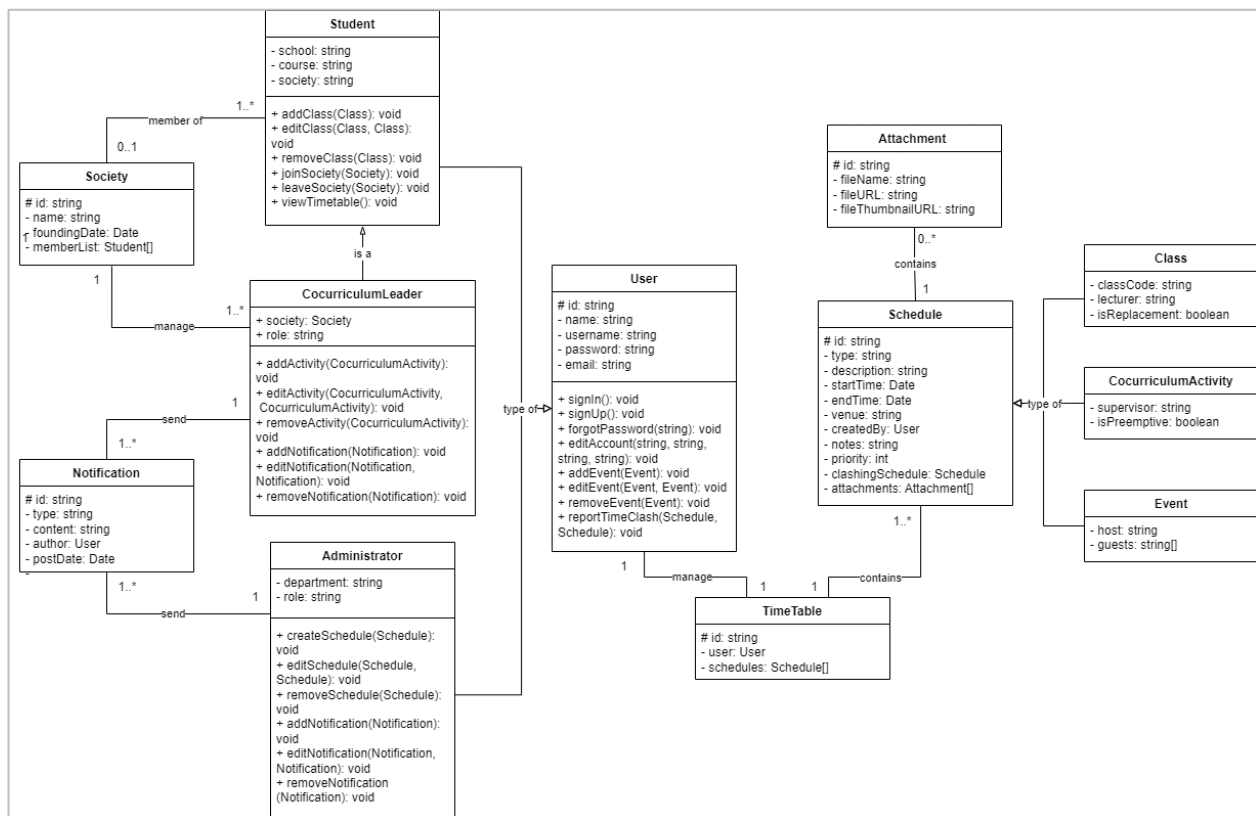 Student
- school: string
- course: string
- society: string
+ addClass(Class): void
+ editClass(Class, Class):
void
+ removeClass(Class): void
+ joinSociety(Society): void
+ leaveSociety(Society): void
+ viewTimetable(): void
1..*
member of
0..1
Society
# id: string
- name: string
- foundingDate: Date
- memberList: Student[]
1
1
1..*
manage
is a
CocurriculumLeader
+ society: Society
+ role: string
+ addActivity(CocurriculumActivity):
void
+ editActivity(CocurriculumActivity,
CocurriculumActivity): void
+ removeActivity(CocurriculumActivity):
void
+ addNotification(Notification): void
+ editNotification(Notification,
Notification): void
+ removeNotification(Notification): void
send
1
1..*
Notification
# id: string
- type: string
- content: string
- author: User
- postDate: Date
-
1..*
send
1
Administrator
- department: string
- role: string
+ createSchedule(Schedule):
void
+ editSchedule(Schedule,
Schedule): void
+ removeSchedule(Schedule):
void
+ addNotification(Notification):
void
+ editNotification(Notification,
Notification): void
+ removeNotification
(Notification): void
type of
User
# id: string
- name: string
- username: string
- password: string
- email: string
+ signIn(): void
+ signUp(): void
+ forgotPassword(string): void
+ editAccount(string, string,
string, string): void
+ addEvent(Event): void
+ editEvent(Event, Event): void
+ removeEvent(Event): void
+ reportTimeClash(Schedule,
Schedule): void
1
manage
1
TimeTable
# id: string
- user: User
- schedules: Schedule[]
1
contains
1..*
Attachment
# id: string
- fileName: string
- fileURL: string
- fileThumbnailURL: string
0..*
contains
1
Schedule
# id: string
- type: string
- description: string
- startTime: Date
- endTime: Date
- venue: string
- createdBy: User
- notes: string
- priority: int
- clashingSchedule: Schedule
- attachments: Attachment[]
type of
Class
- classCode: string
- lecturer: string
- isReplacement: boolean
CocurriculumActivity
- supervisor: string
- isPreemptive: boolean
Event
- host: string
- guests: string[]